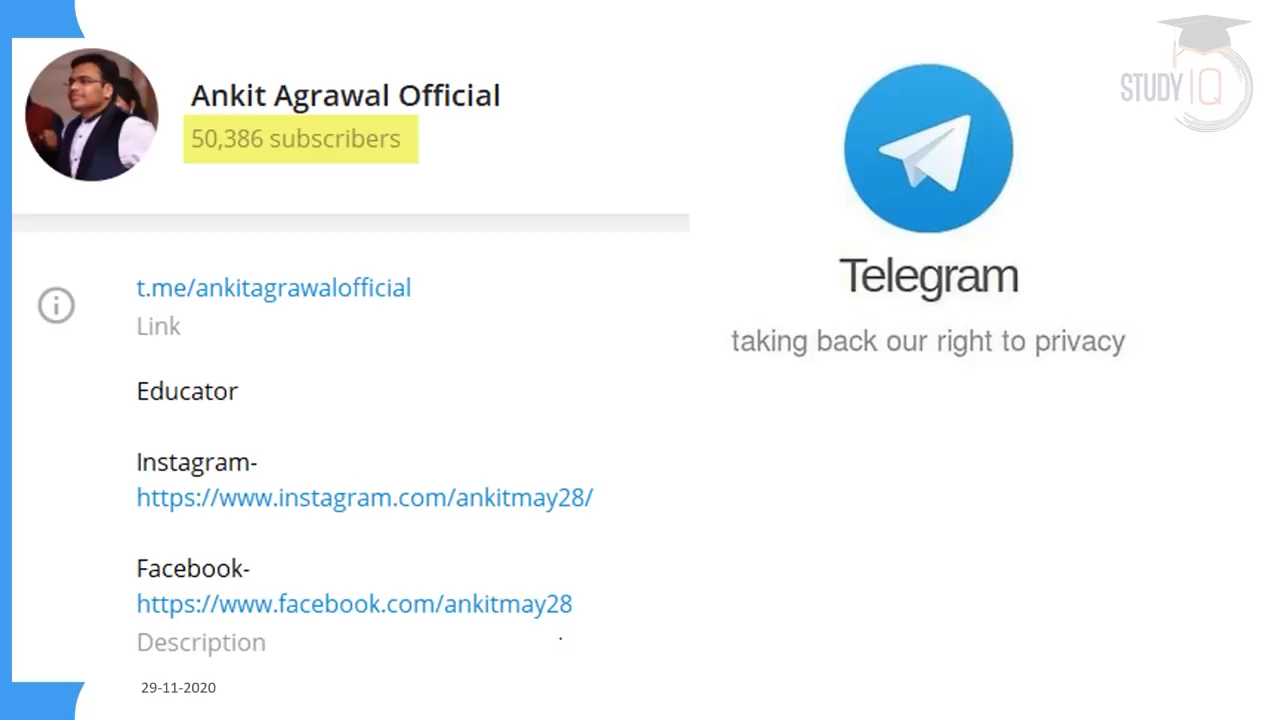 Ankit Agrawal Official
50,386 subscribers
t.me/ankitagrawalofficial
Link
Educator
Instagram-
https://www.instagram.com/ankitmay28/
Facebook-
https://www.facebook.com/ankitmay28
Description
29-11-2020
Telegram
taking back our right to privacy
STUDY IQ